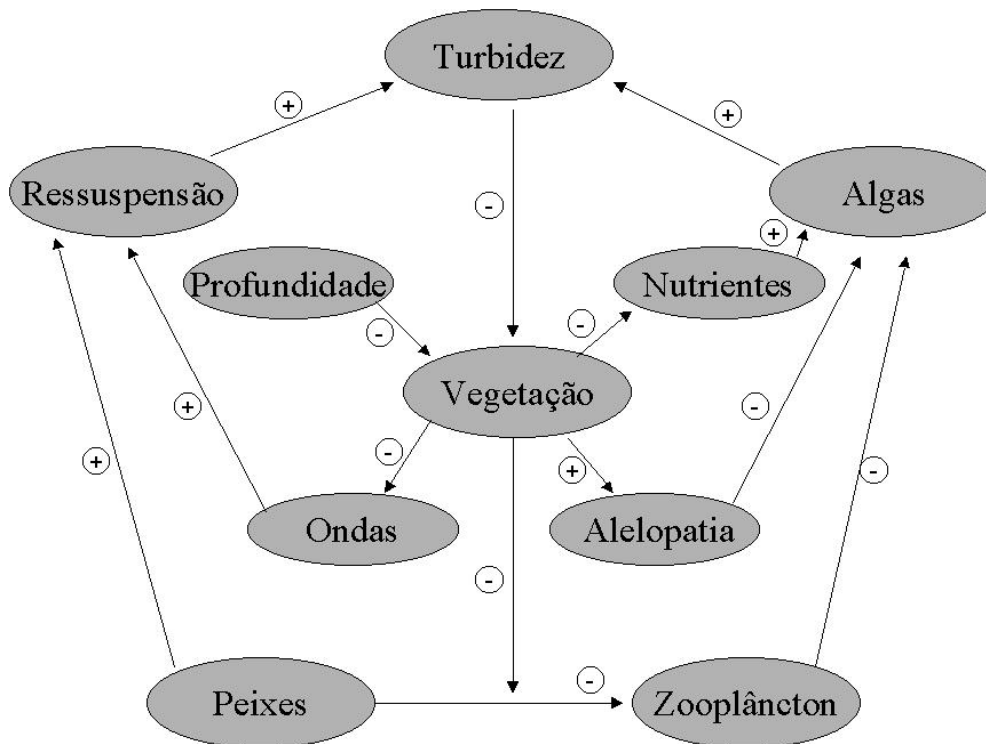 Turbidez
+
+
Ressuspensão
Algas
-
+
Profundidade
Nutrientes
-
-
Vegetação
+
-
-
+
+
-
Ondas
Alelopatia
-
-
Peixes
-
Zooplâncton